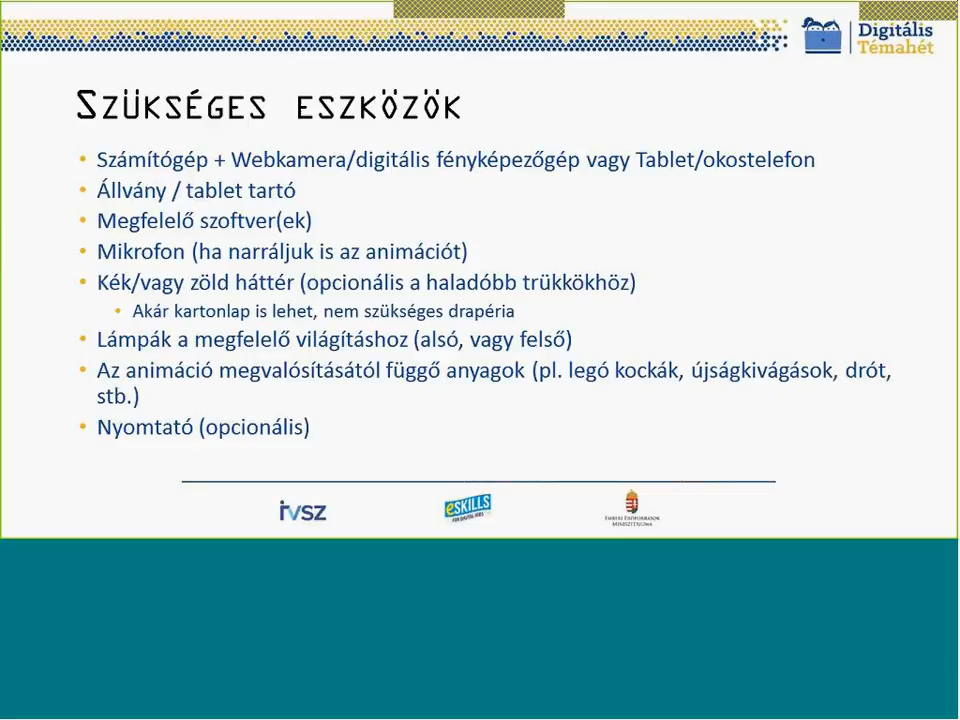 Digitális
Témahét
Szükséges eszközök
• Számítógép + Webkamera/digitális fényképezőgép vagy Tablet/okostelefon
• Állvány / tablet tartó
• Megfelelő szoftver(ek)
• Mikrofon (ha narráljuk is az animációt)
• Kék/vagy zöld háttér (opcionális a haladóbb trükkökhöz)
• Akár kartonlap is lehet, nem szükséges drapéria
• Lámpák a megfelelő világításhoz (alsó, vagy felső)
• Az animáció megvalósításától függő anyagok (pl. legó kockák, újságkivágások, drót,
stb.)
• Nyomtató (opcionális)
IVSZ
eSKILLS
FOR DIGITAL JOBS
Emberi Erőforrások
Minisztériuma